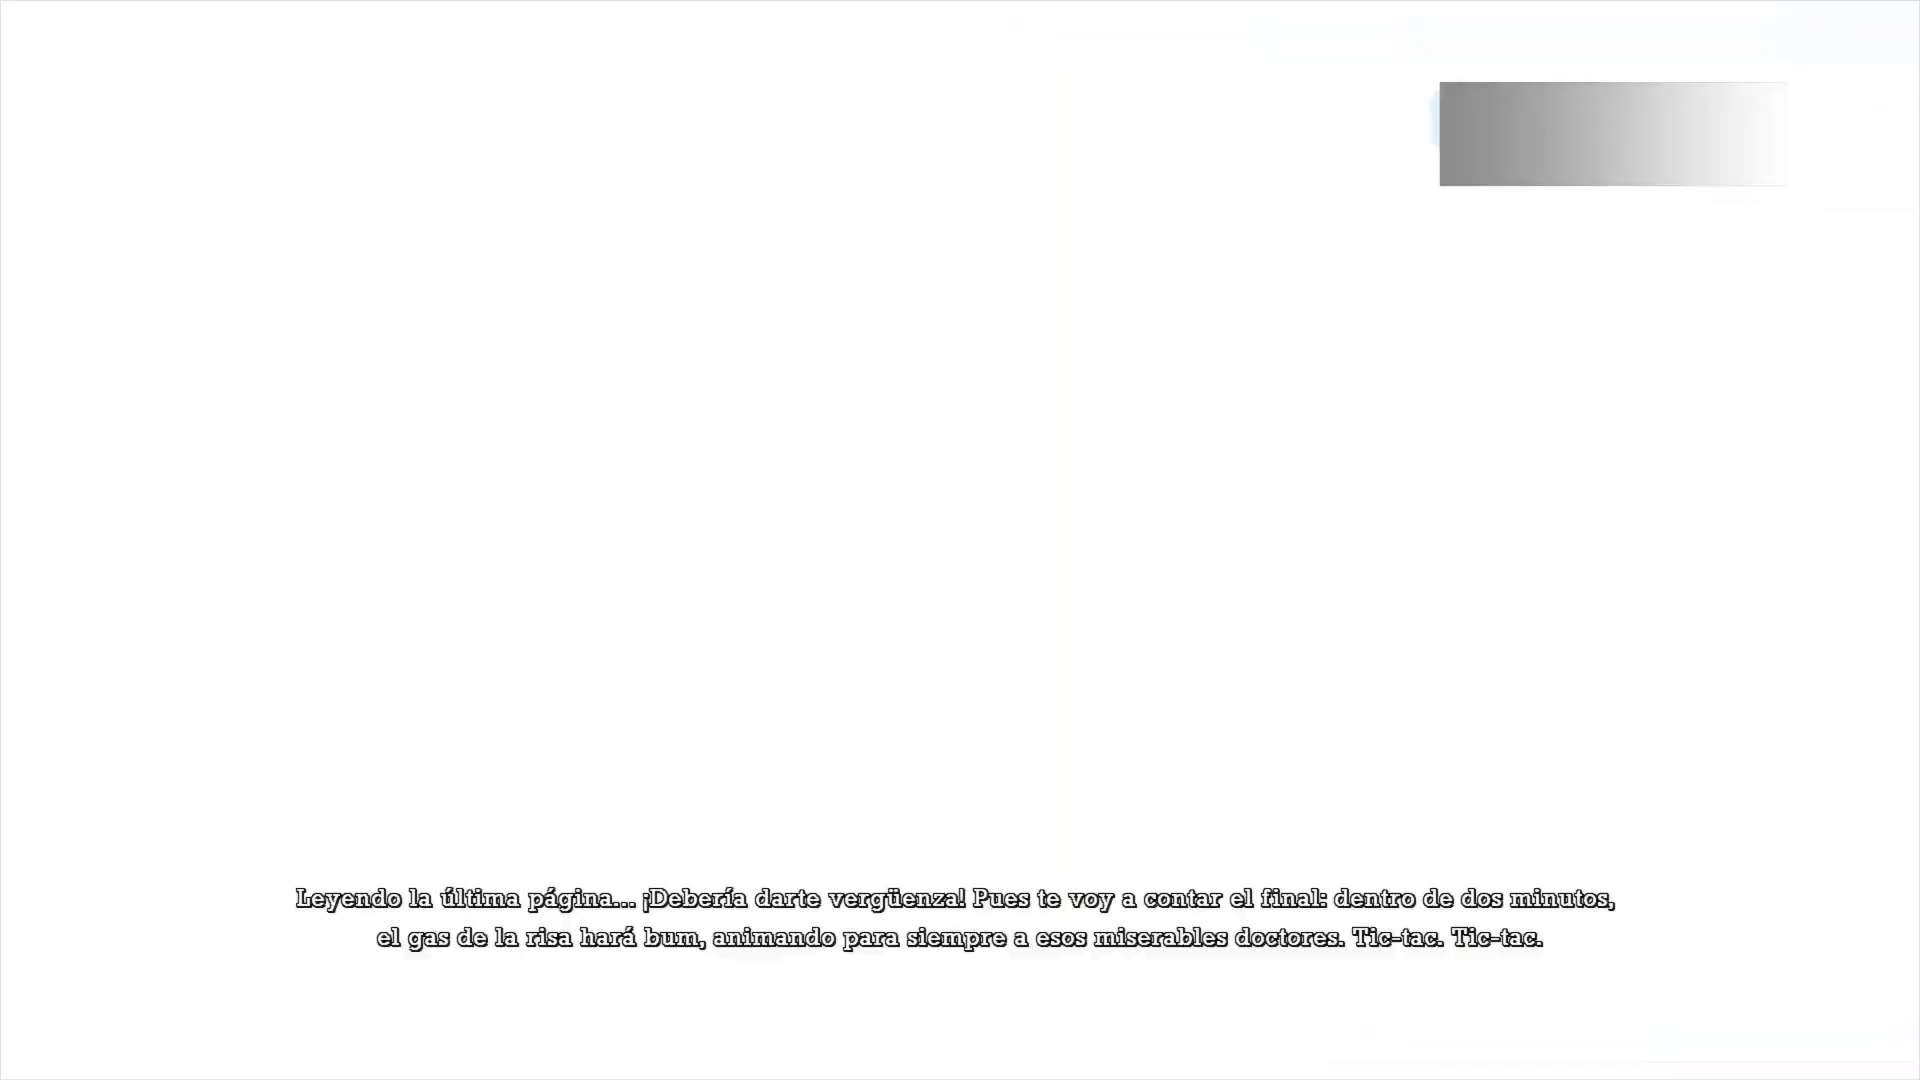 Leyendo la última página... ¡Debería darte vergüenza! Pues te voy a contar el final: dentro de dos minutos,
el gas de la risa hará bum, animando para siempre a esos miserables doctores. Tic-tac. Tic-tac.